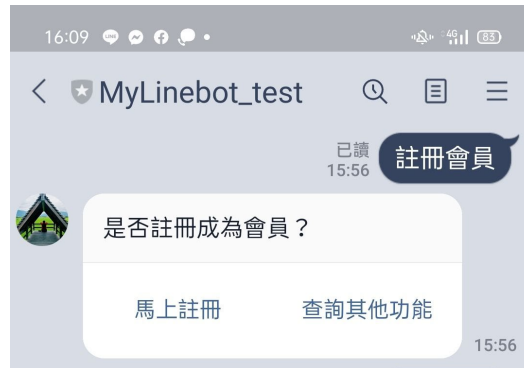 16:09 4G 83
MyLinebot_test
已讀
15:56
註冊會員
是否註冊成為會員？
馬上註冊 查詢其他功能
15:56